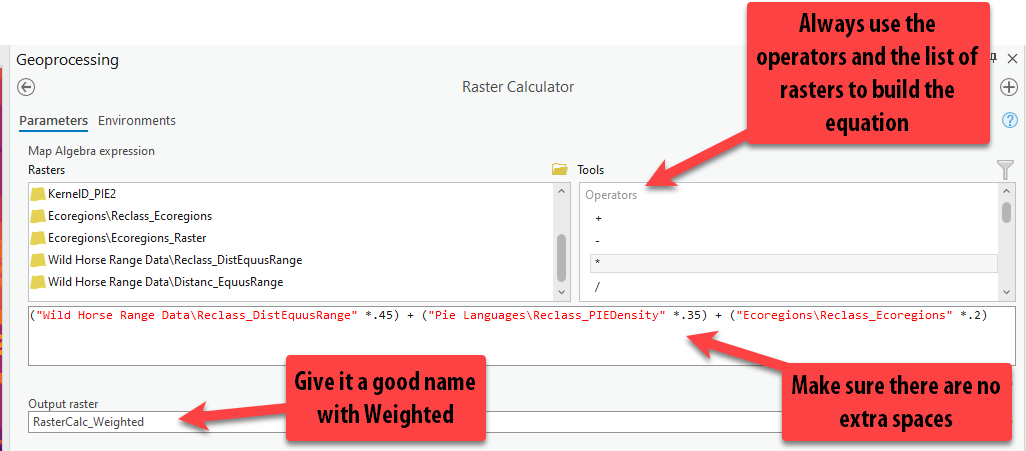 Always use the
operators and the list of
rasters to build the
equation
Geoprocessing
Raster Calculator
Parameters Environments
Map Algebra expression
Rasters
Tools
KernelD_PIE2
Ecoregions\Reclass_Ecoregions
Ecoregions\Ecoregions_Raster
Wild Horse Range Data\Reclass_DistEquusRange
Wild Horse Range Data\Distanc_EquusRange
Operators
+
-
*
/
("Wild Horse Range Data\Reclass_DistEquusRange" *.45) + ("Pie Languages\Reclass_PIEDensity" *.35) + ("Ecoregions\Reclass_Ecoregions" *.2)
Give it a good name
with Weighted
Make sure there are no
extra spaces
Output raster
RasterCalc_Weighted